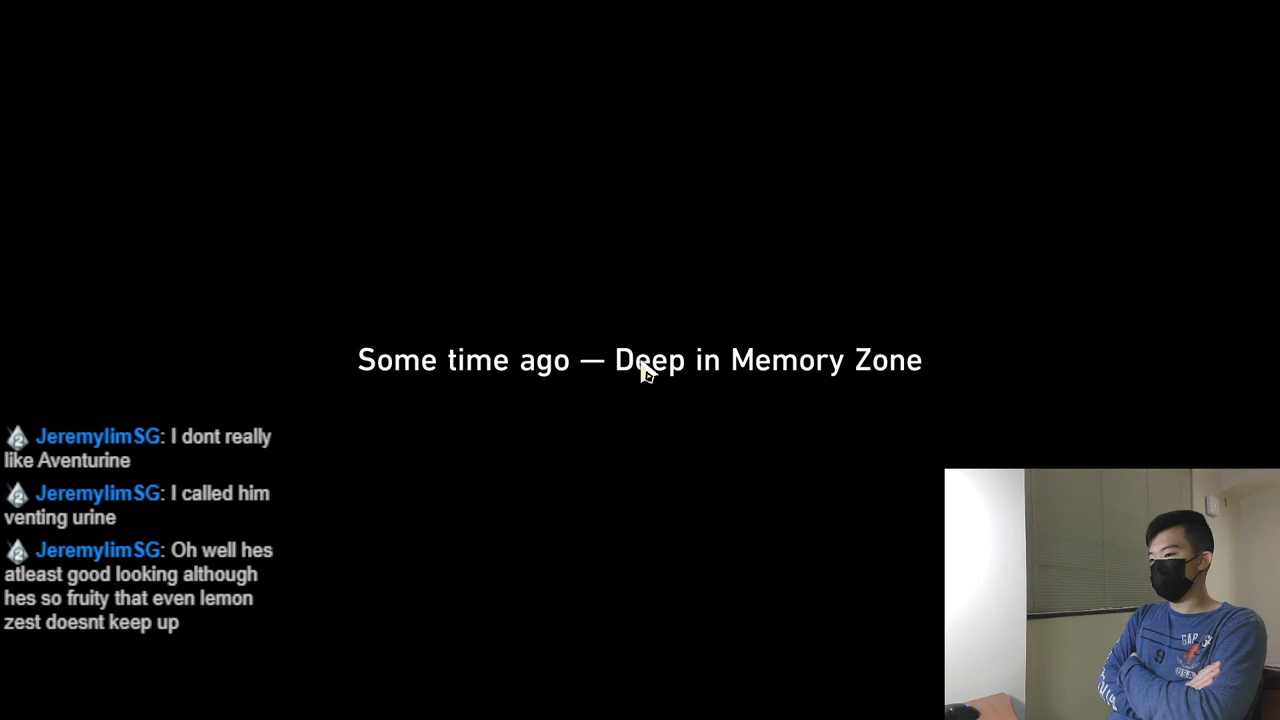 Some time ago — Deep in Memory Zone
JeremylimSG: I dont really
like Aventurine
JeremylimSG: I called him
venting urine
JeremylimSG: Oh well hes
atleast good looking although
hes so fruity that even lemon
zest doesnt keep up